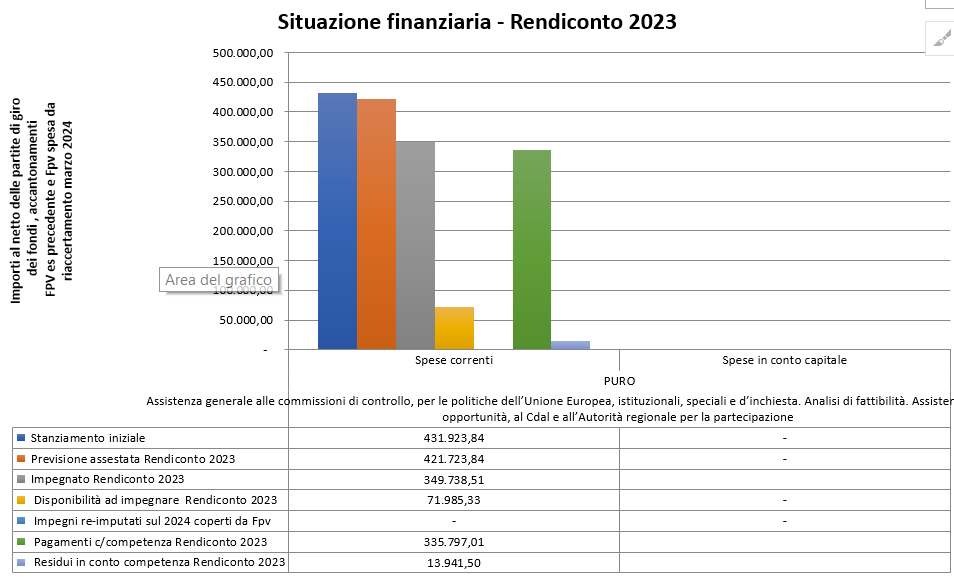 Situazione finanziaria - Rendiconto 2023
Importi al netto delle partite di giro
dei fondi , accantonamenti
FPV es precedente e Fpv spesa da
riaccertamento marzo 2024
500.000,00
450.000,00
400.000,00
350.000,00
300.000,00
250.000,00
200.000,00
150.000,00
Area del grafico
100.000,00
50.000,00
-
Spese correnti Spese in conto capitale
PURO
Assistenza generale alle commissioni di controllo, per le politiche dell'Unione Europea, istituzionali, speciali e d'inchiesta. Analisi di fattibilità.
opportunità, al Cdal e all'Autorità regionale per la partecipazione
Stanziamento iniziale 431.923,84 -
Previsione assestata Rendiconto 2023 421.723,84 -
Impegnato Rendiconto 2023 349.738,51
Disponibilità ad impegnare Rendiconto 2023 71.985,33 -
Impegni re-imputati sul 2024 coperti da Fpv - -
Pagamenti c/competenza Rendiconto 2023 335.797,01
Residui in conto competenza Rendiconto 2023 13.941,50